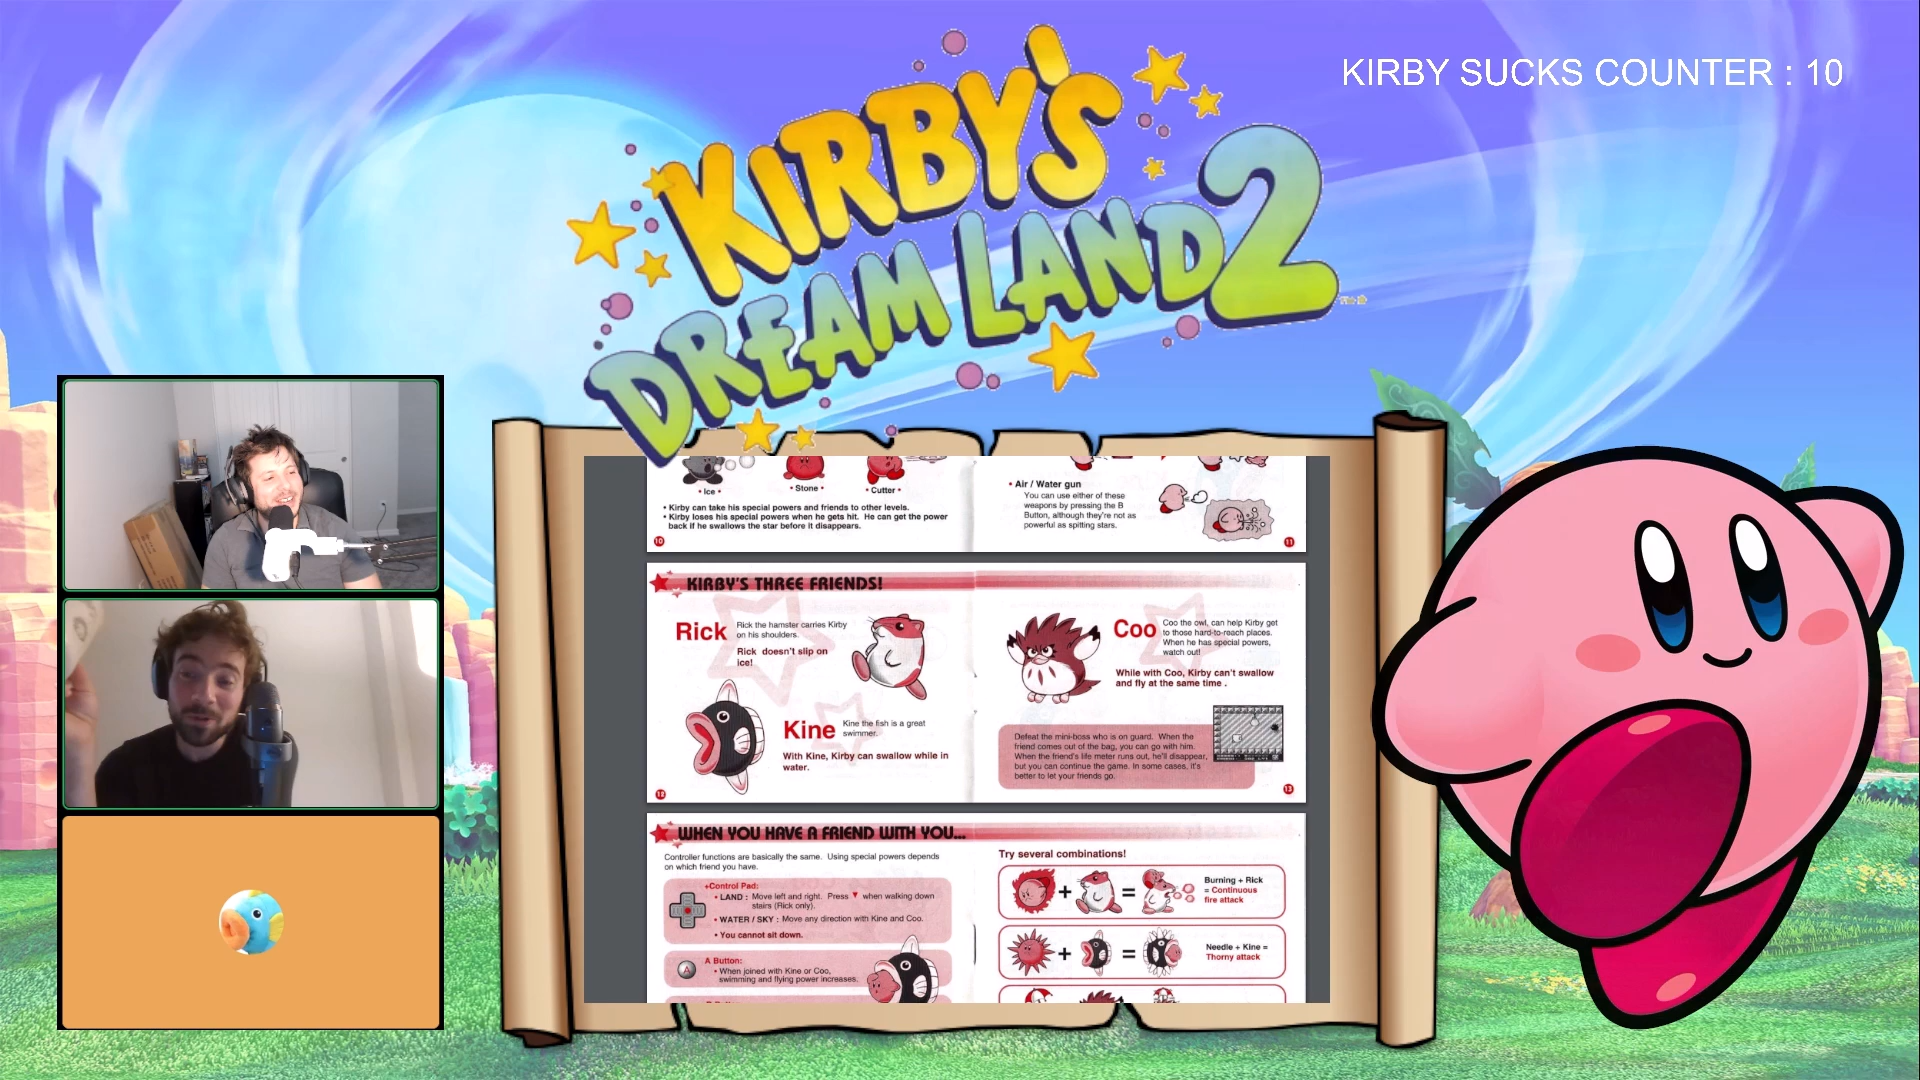 KIRBY SUCKS COUNTER : 10
KIRBY'S
DREAM LAND 2
• Ice •
• Stone •
• Cutter •
• Kirby can take his special powers and friends to other levels.
• Kirby loses his special powers when he gets hit. He can get the power
back if he swallows the star before it disappears.
10
• Air / Water gun
You can use either of these
weapons by pressing the B
Button, although they're not as
powerful as spitting stars.
11
KIRBY'S THREE FRIENDS!
Rick
Rick the hamster carries Kirby
on his shoulders.
Rick doesn't slip on
ice!
Kine
Kine the fish is a great
swimmer.
With Kine, Kirby can swallow while in
water.
Coo
Coo the owl, can help Kirby get
to those hard-to-reach places.
When he has special powers,
watch out!
While with Coo, Kirby can't swallow
and fly at the same time .
Defeat the mini-boss who is on guard. When the
friend comes out of the bag, you can go with him.
When the friend's life meter runs out, he'll disappear,
but you can continue the game. In some cases, it's
better to let your friends go.
13
WHEN YOU HAVE A FRIEND WITH YOU...
Controller functions are basically the same. Using special powers depends
on which friend you have.
+Control Pad:
• LAND : Move left and right. Press ▼ when walking down
stairs (Rick only).
• WATER / SKY : Move any direction with Kine and Coo.
• You cannot sit down.
A
A Button:
• When joined with Kine or Coo,
swimming and flying power increases.
Try several combinations!
+ =
Burning + Rick
= Continuous
fire attack
+ =
Needle + Kine =
Thorny attack